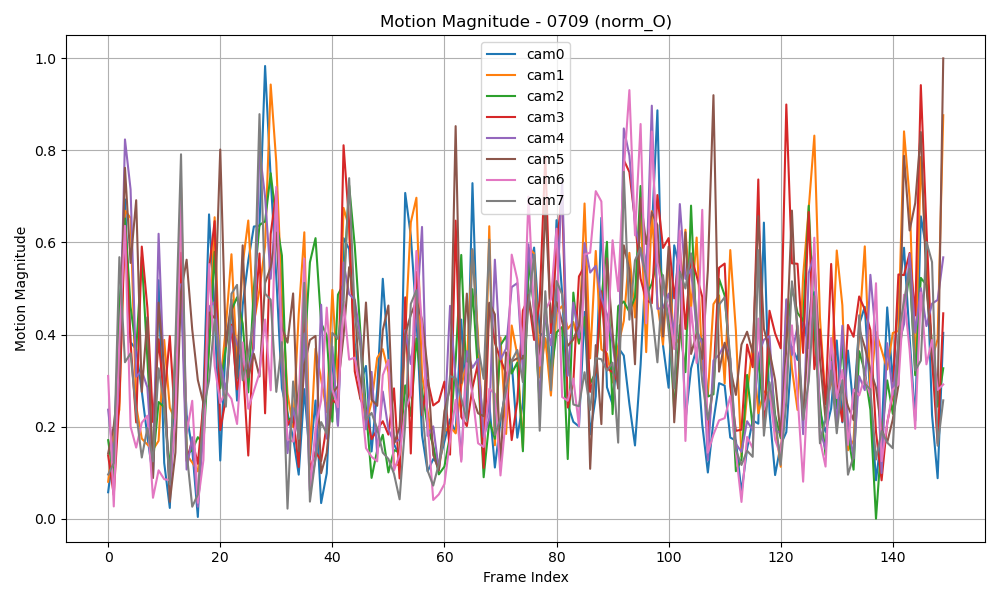 Motion Magnitude - 0709 (norm_O)
cam0
cam1
cam2
cam3
cam4
cam5
cam6
cam7
Motion Magnitude
1.0
0.8
0.6
0.4
0.2
0.0
0 20 40 60 80 100 120 140
Frame Index